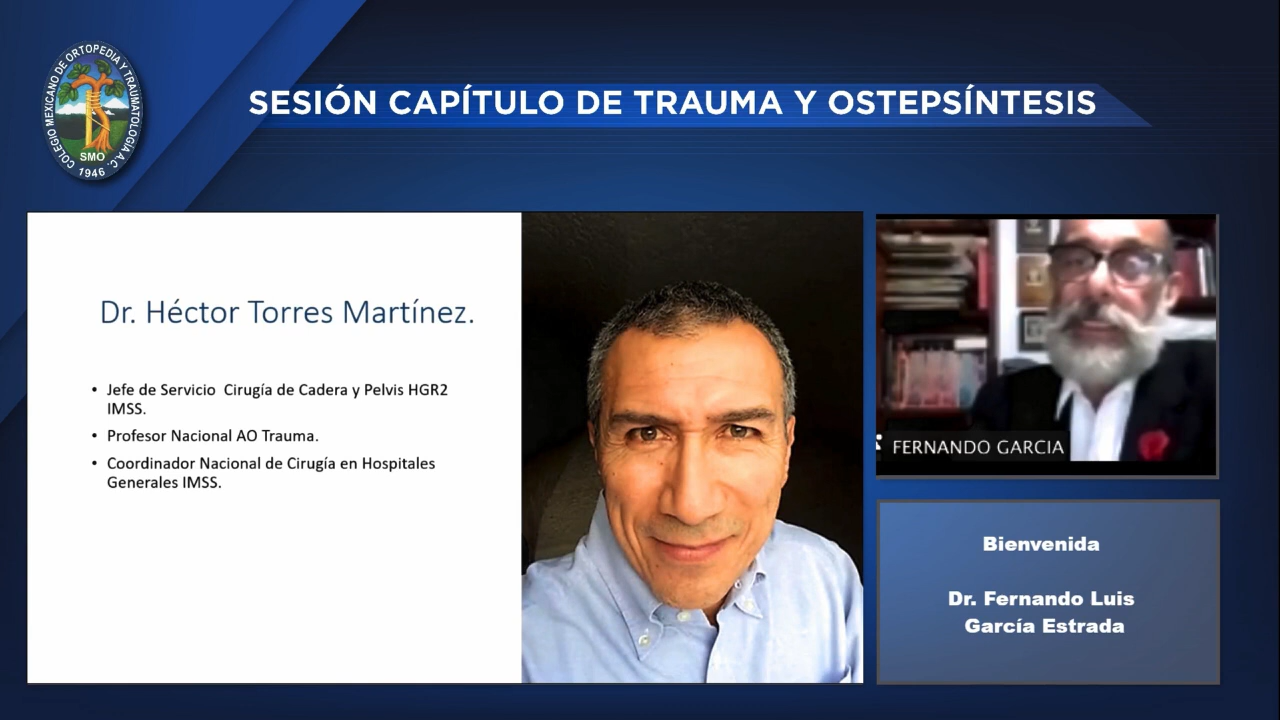 COLEGIO MEXICANO DE ORTOPEDIA Y TRAUMATOLOGIA A.C.
SMO
1946
SESIÓN CAPÍTULO DE TRAUMA Y OSTEPSÍNTESIS
Dr. Héctor Torres Martínez.
• Jefe de Servicio Cirugía de Cadera y Pelvis HGR2
IMSS.
• Profesor Nacional AO Trauma.
• Coordinador Nacional de Cirugía en Hospitales
Generales IMSS.
FERNANDO GARCIA
Bienvenida
Dr. Fernando Luis
García Estrada